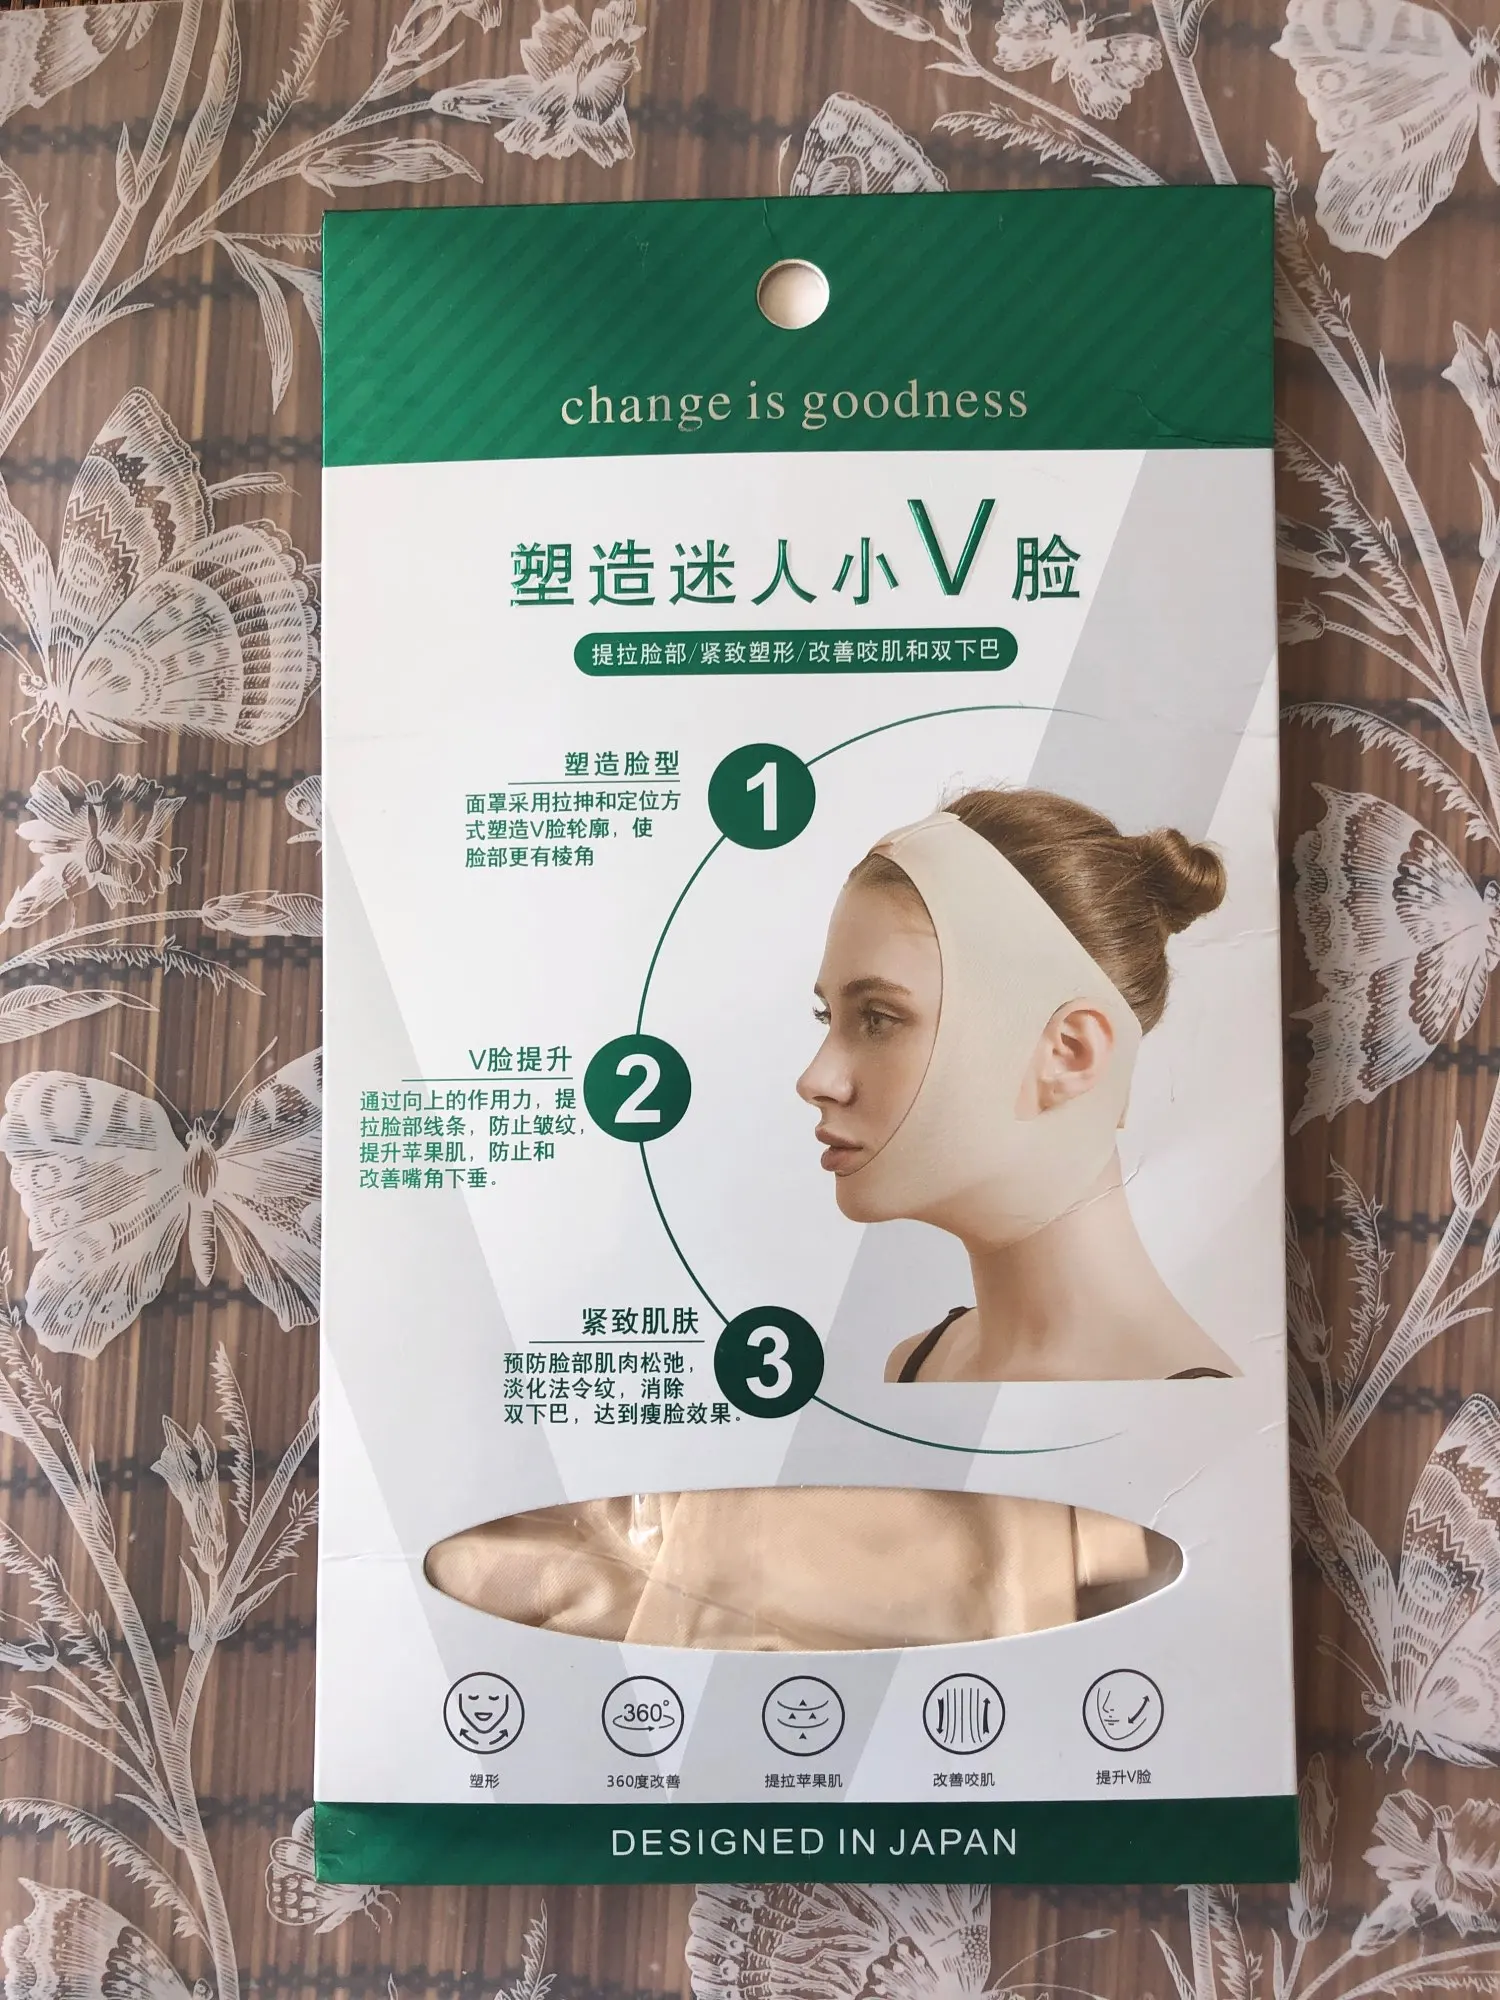 change is goodness
塑造迷人小V脸
提拉脸部/紧致塑形/改善咬肌和双下巴
1
塑造脸型
面罩采用拉抻和定位方
式塑造V脸轮廓，使
脸部更有棱角
2
V脸提升
通过向上的作用力，提
拉脸部线条，防止皱纹，
提升苹果肌，防止和
改善嘴角下垂。
3
紧致肌肤
预防脸部肌肉松弛，
淡化法令纹，消除
双下巴，达到瘦脸效果。
360°
塑形
360度改善
提拉苹果肌
改善咬肌
提升V脸
DESIGNED IN JAPAN